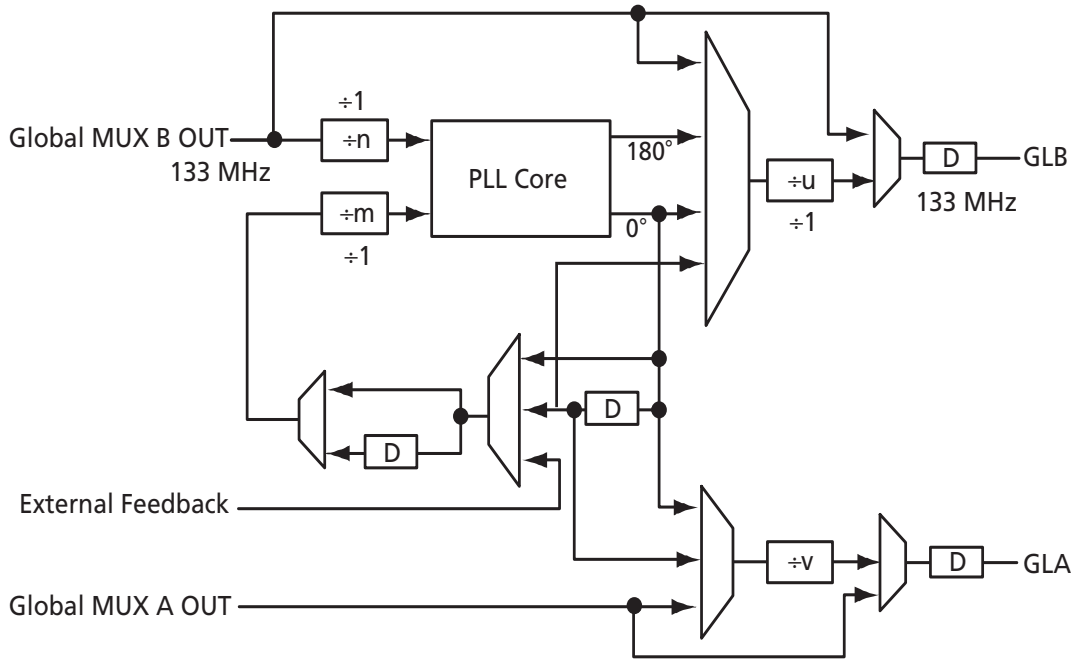 ÷1
Global MUX B OUT
÷n
133 MHz
PLL Core
180°
0°
÷m
÷1
÷u
÷1
D
GLB
133 MHz
D
D
External Feedback
÷v
D
GLA
Global MUX A OUT